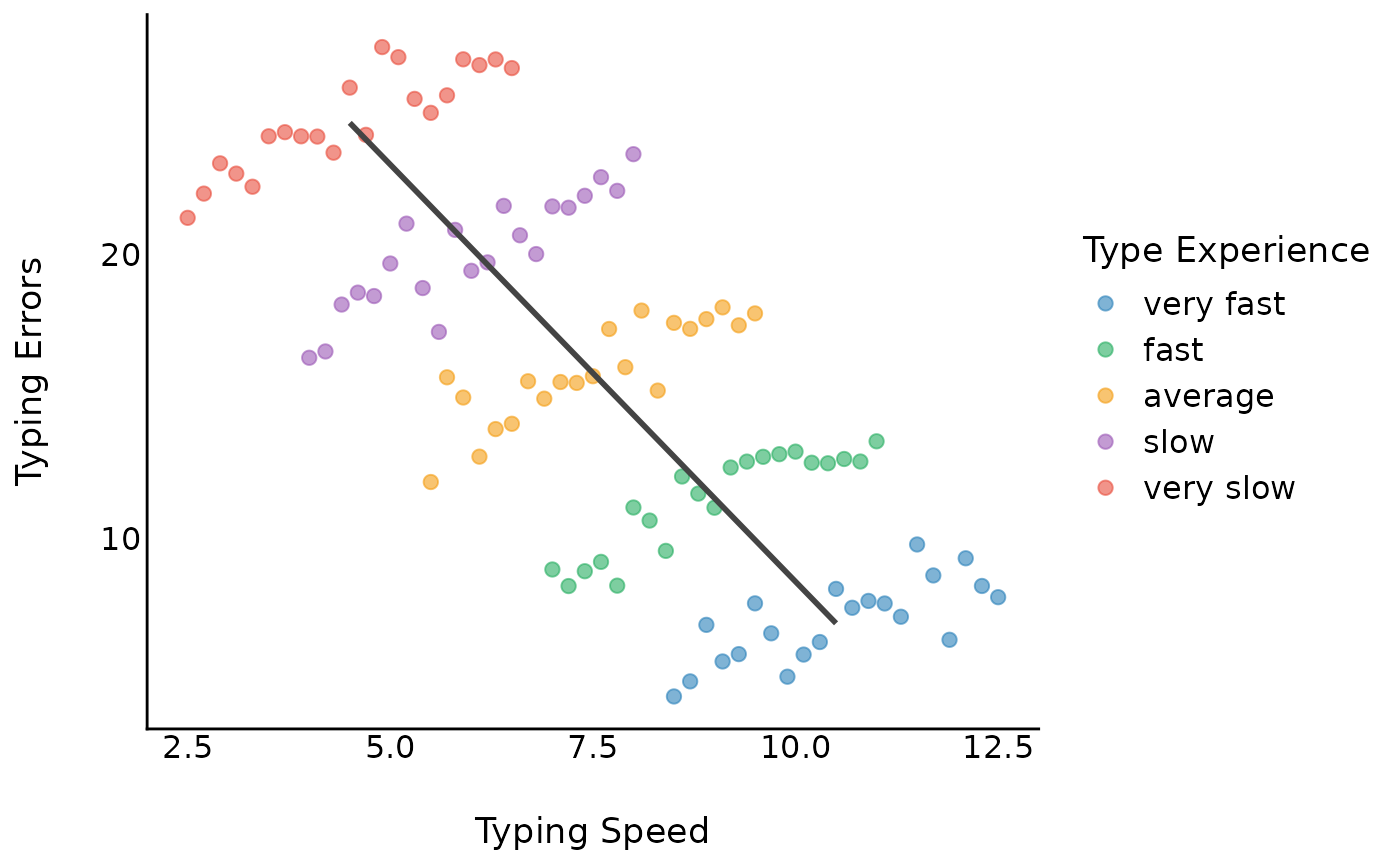 Typing Errors
20
10
2.5 5.0 7.5 10.0 12.5
Typing Speed
Type Experience
very fast
fast
average
slow
very slow